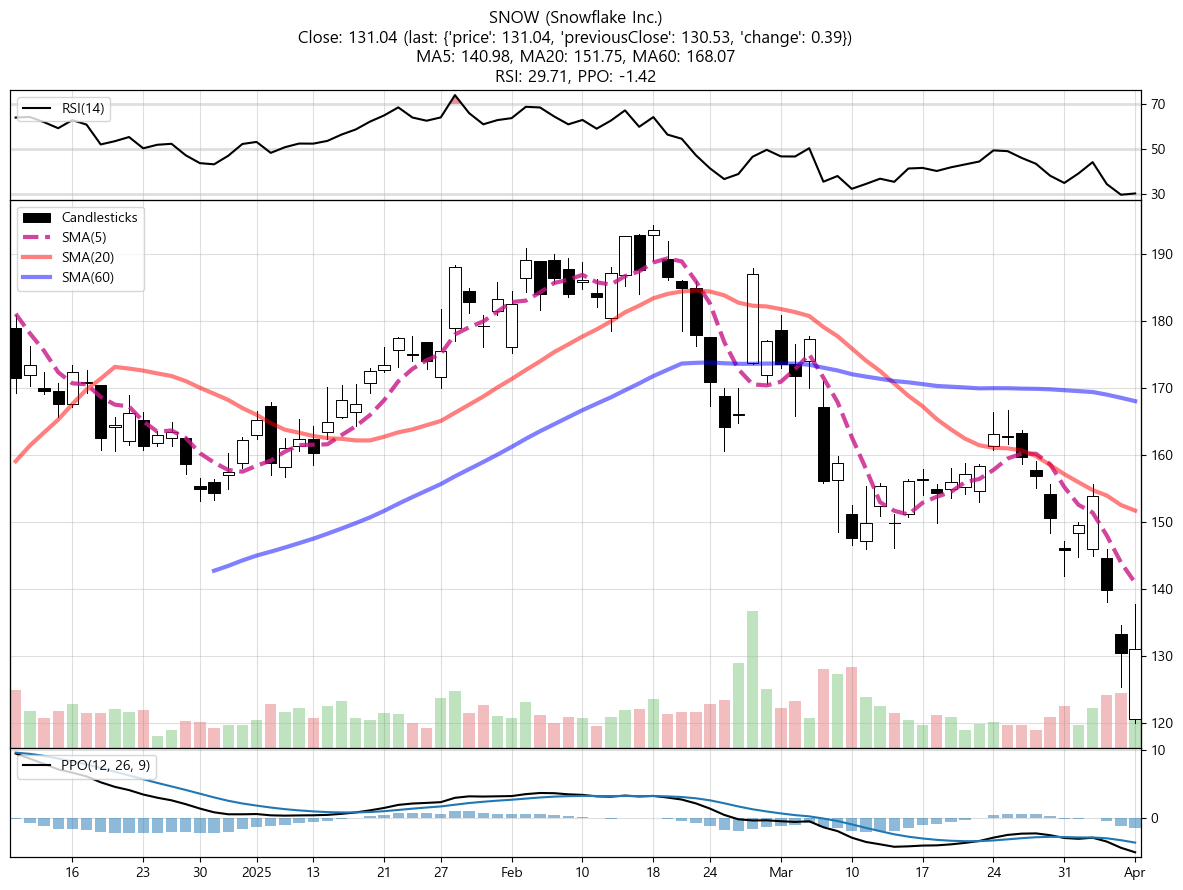 SNOW (Snowflake Inc.)
Close: 131.04 (last: {'price': 131.04, 'previousClose': 130.53, 'change': 0.39})
MA5: 140.98, MA20: 151.75, MA60: 168.07
RSI: 29.71, PPO: -1.42
RSI(14)
70
50
30
Candlesticks
SMA(5)
SMA(20)
SMA(60)
190
180
170
160
150
140
130
120
PPO(12, 26, 9)
10
0
16 23 30 2025 13 21 27 Feb 10 18 24 Mar 10 17 24 31 Apr